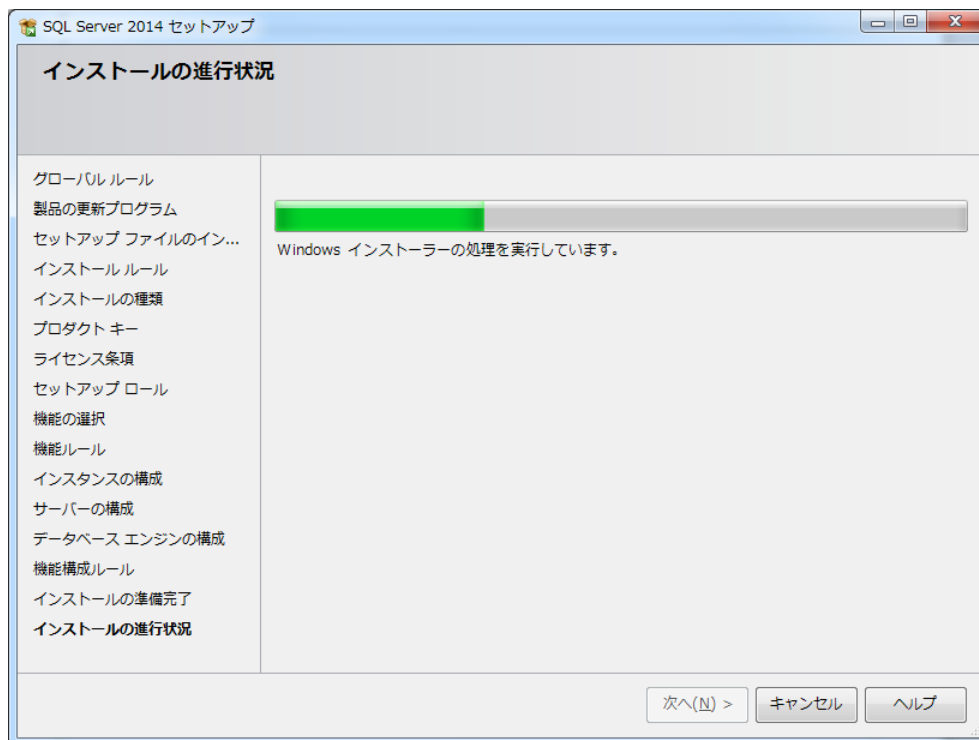 SQL Server 2014 セットアップ
インストールの進行状況
グローバル ルール
製品の更新プログラム
セットアップ ファイルのイン...
インストール ルール
インストールの種類
プロダクト キー
ライセンス条項
セットアップ ロール
機能の選択
機能ルール
インスタンスの構成
サーバーの構成
データベース エンジンの構成
機能構成ルール
インストールの準備完了
インストールの進行状況
Windows インストーラーの処理を実行しています。
次へ(N) >
キャンセル
ヘルプ